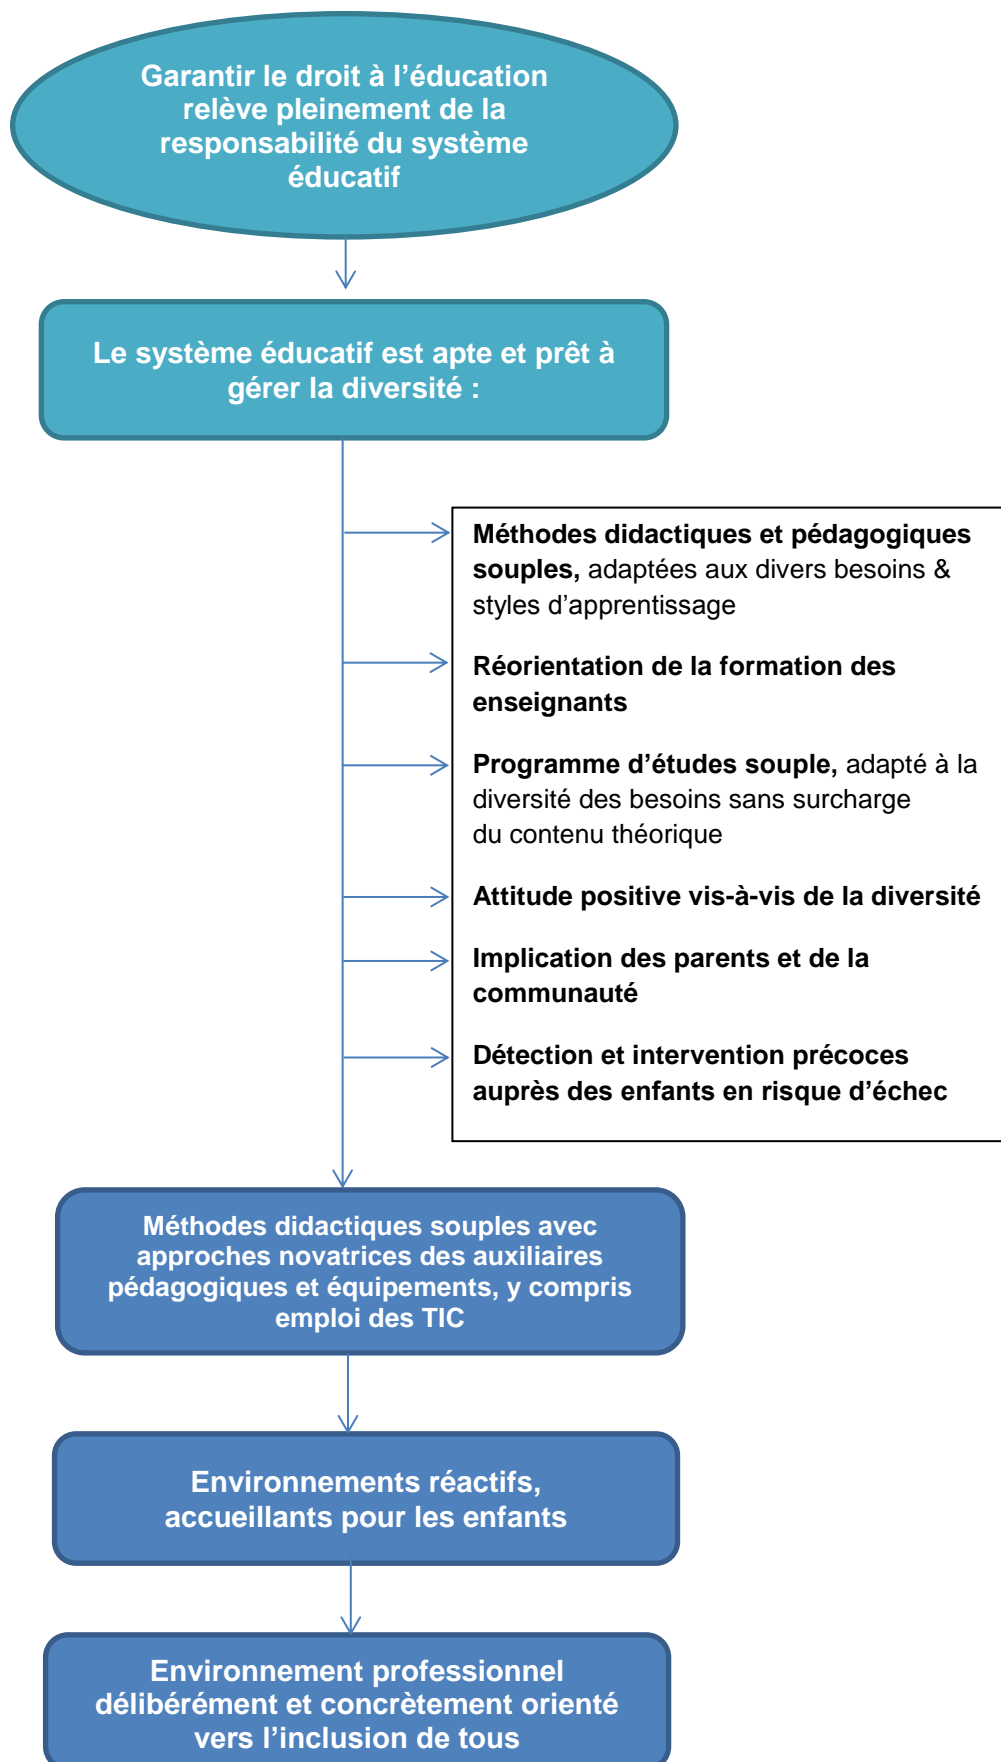 Garantir le droit à l’éducation
relève pleinement de la
responsabilité du système
éducatif
Le système éducatif est apte et prêt à
gérer la diversité :
Méthodes didactiques et pédagogiques
souples, adaptées aux divers besoins &
styles d’apprentissage
Réorientation de la formation des
enseignants
Programme d’études souple, adapté à la
diversité des besoins sans surcharge
du contenu théorique
Attitude positive vis-à-vis de la diversité
Implication des parents et de la
communauté
Détection et intervention précoces
auprès des enfants en risque d’échec
Méthodes didactiques souples avec
approches novatrices des auxiliaires
pédagogiques et équipements, y compris
emploi des TIC
Environnements réactifs,
accueillants pour les enfants
Environnement professionnel
délibérément et concrètement orienté
vers l’inclusion de tous